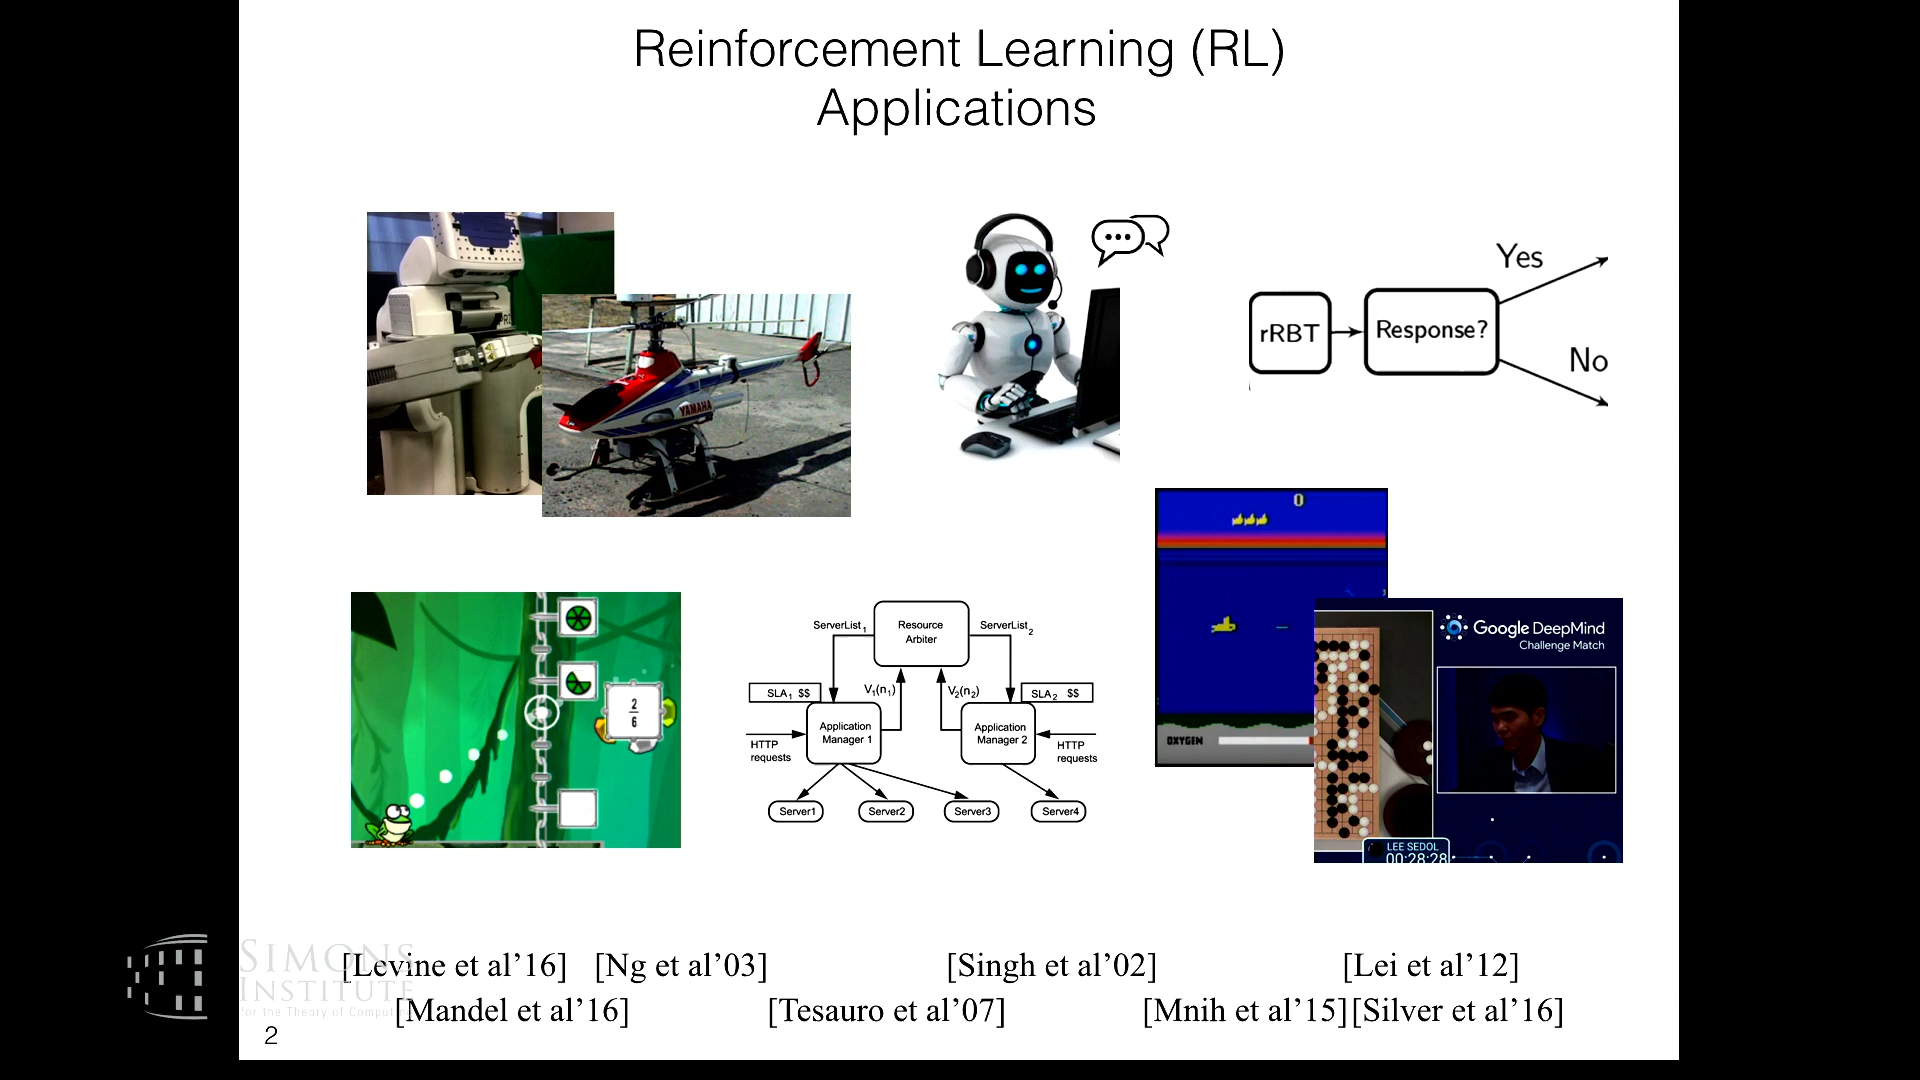 Reinforcement Learning (RL)
Applications
YAMAHA
rRBT
Response?
Yes
No
2
6
ServerList1
Resource
Arbiter
ServerList2
SLA1 $$
V1(n1)
V2(n2)
SLA2 $$
Application
Manager 1
Application
Manager 2
HTTP
requests
HTTP
requests
Server1
Server2
Server3
Server4
0
OXYGEN
Google DeepMind
Challenge Match
LEE SEDOL
00:28:28
SIMONS
INSTITUTE
for the Theory of Computing
[Levine et al’16] [Ng et al’03] [Singh et al’02] [Lei et al’12]
[Mandel et al’16] [Tesauro et al’07] [Mnih et al’15][Silver et al’16]
2